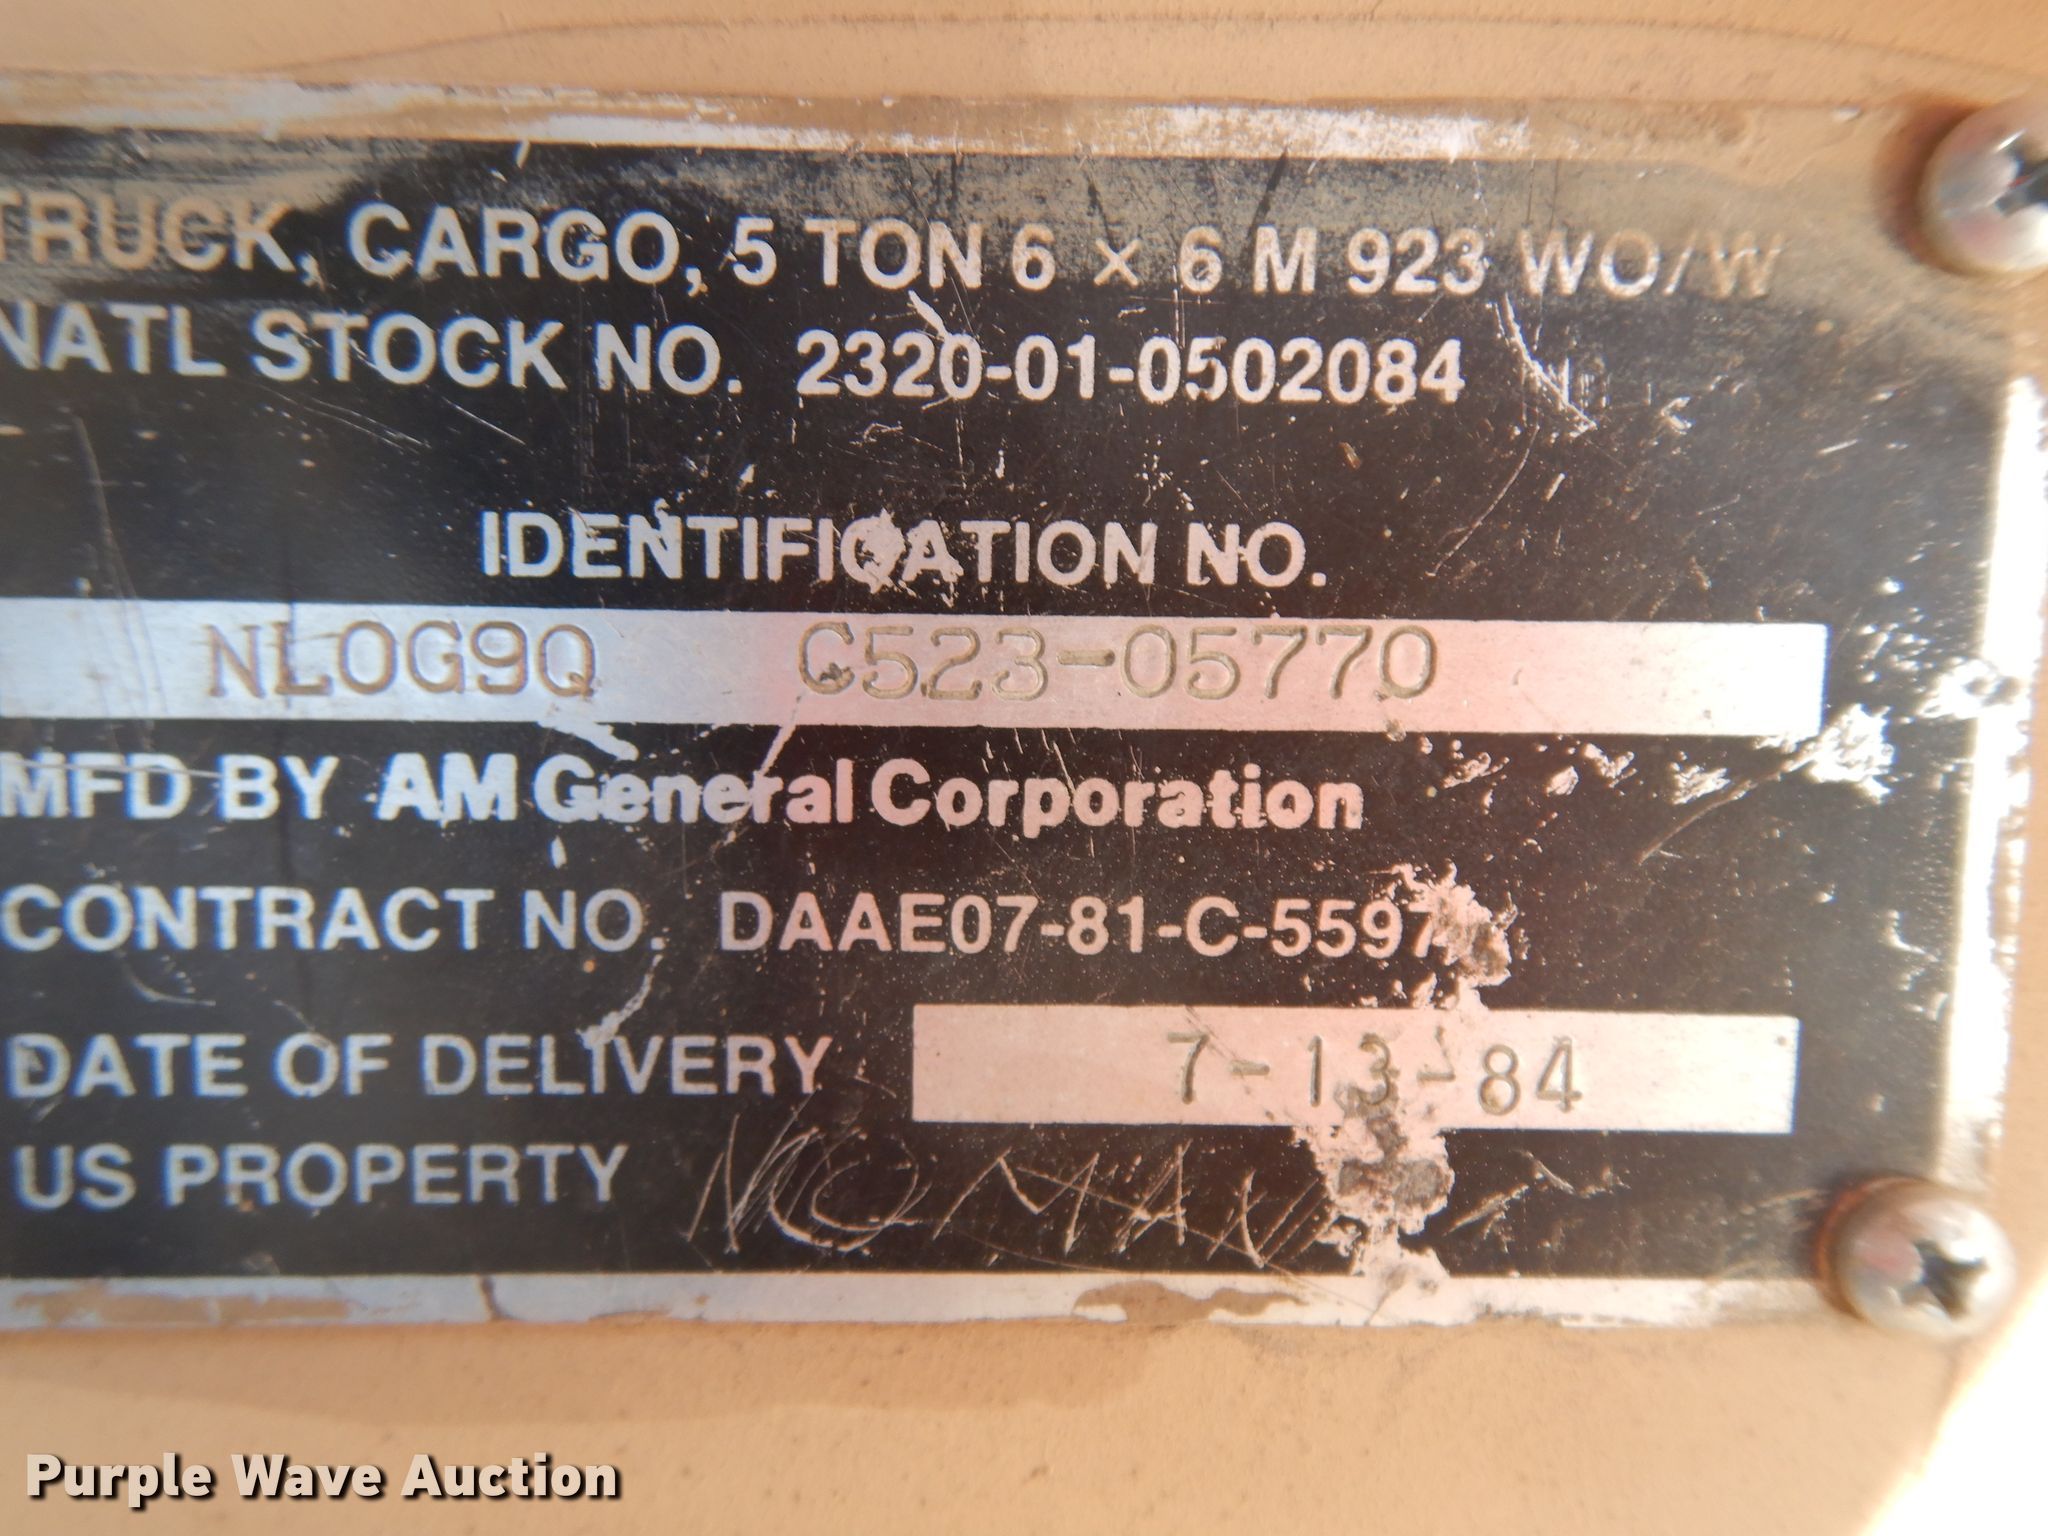 TRUCK, CARGO, 5 TON 6 × 6 M 923 WO/W
NATL STOCK NO. 2320-01-0502084
IDENTIFICATION NO.
NL0G9Q C523-05770
MFD BY AM General Corporation
CONTRACT NO. DAAE07-81-C-5597
DATE OF DELIVERY 7-13-84
US PROPERTY
Purple Wave Auction